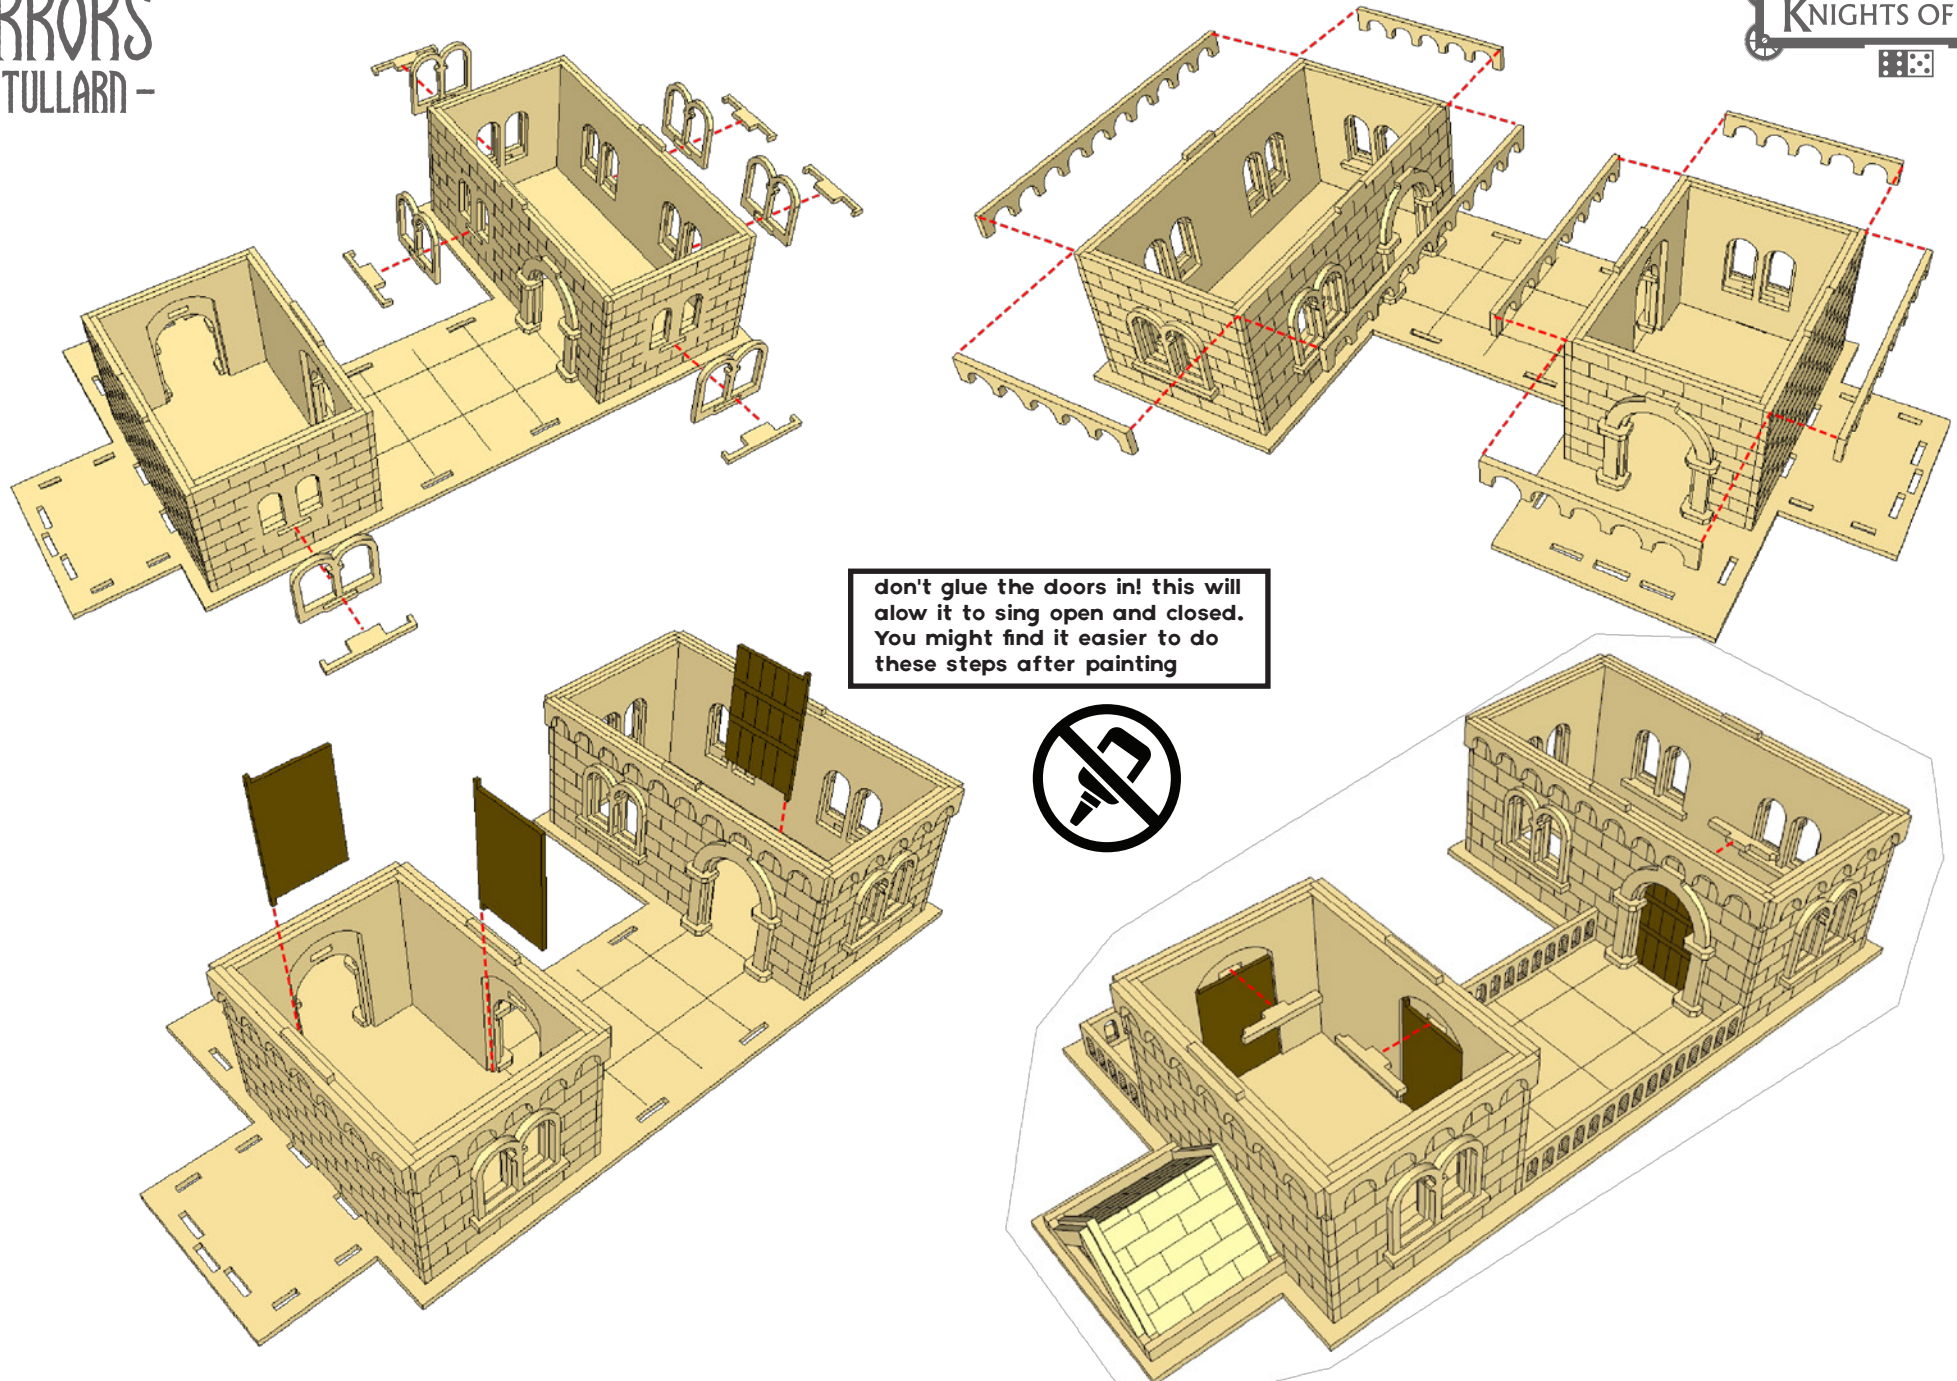 TULLARN –
KNIGHTS OF
don't glue the doors in! this will
alow it to sing open and closed.
You might find it easier to do
these steps after painting